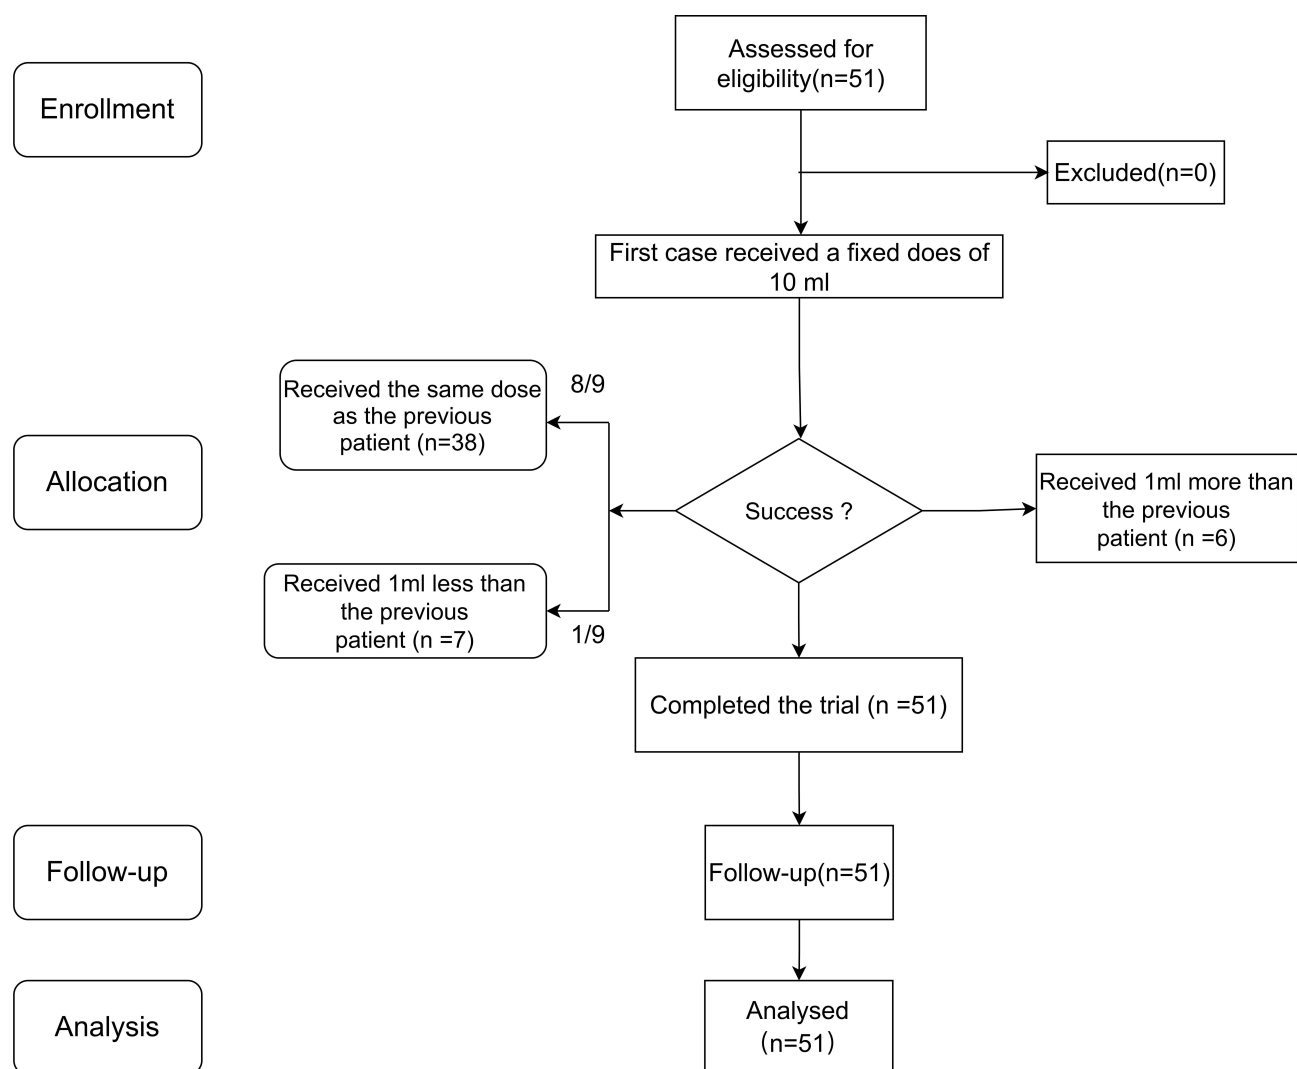 Assessed for
eligibility(n=51)
Enrollment
Excluded(n=0)
First case received a fixed does of
10 ml
Received the same dose
as the previous
patient (n=38)
8/9
Allocation
Success ?
Received 1ml more than
the previous
patient (n =6)
Received 1ml less than
the previous
patient (n =7)
1/9
Completed the trial (n =51)
Follow-up
Follow-up(n=51)
Analysis
Analysed
(n=51)